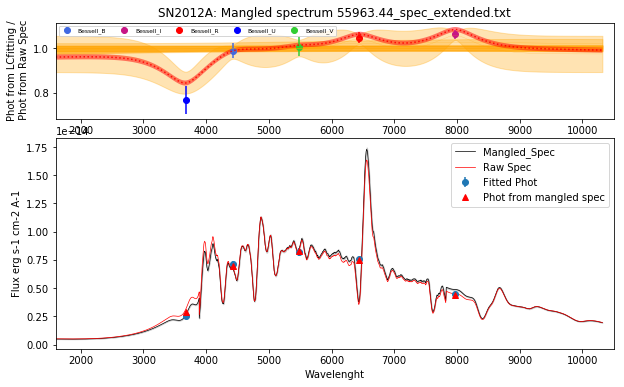 SN2012A: Mangled spectrum 55963.44_spec_extended.txt
Phot from LCfitting /
Phot from Raw Spec
Bessell_B
Bessell_I
Bessell_R
Bessell_U
Bessell_V
1.0
0.8
2000 3000 4000 5000 6000 7000 8000 9000 10000
1e−14
Flux erg s-1 cm-2 A-1
1.75
1.50
1.25
1.00
0.75
0.50
0.25
0.00
Mangled_Spec
Raw Spec
Fitted Phot
Phot from mangled spec
2000 3000 4000 5000 6000 7000 8000 9000 10000
Wavelenght